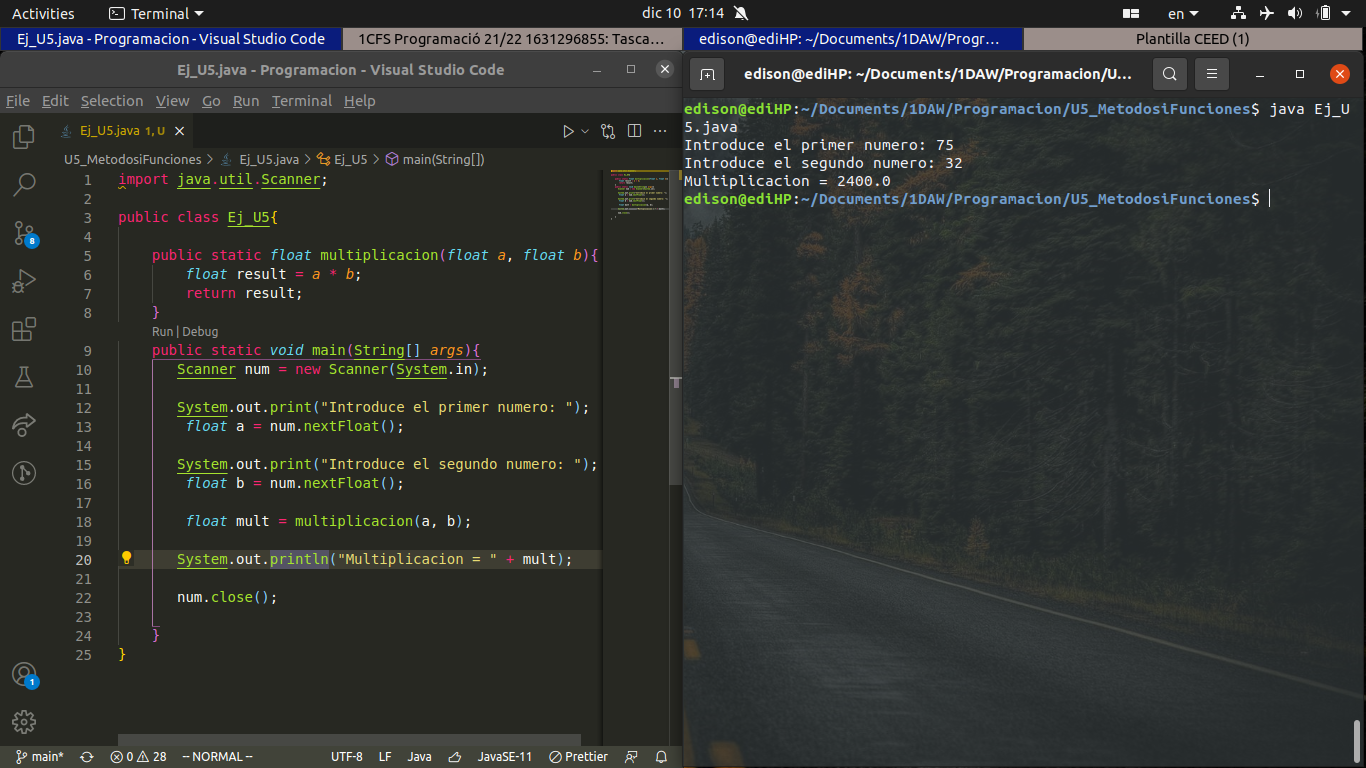 Activities
Terminal
dic 10 17:14
en
Ej_U5.java - Programacion - Visual Studio Code
1CFS Programació 21/22 1631296855: Tasca…
edison@ediHP: ~/Documents/1DAW/Progr…
Plantilla CEED (1)
Ej_U5.java - Programacion - Visual Studio Code
File Edit Selection View Go Run Terminal Help
Ej_U5.java 1, U
U5_MetodosiFunciones > Ej_U5.java > Ej_U5 > main(String[])
1 import java.util.Scanner;
2
3 public class Ej_U5{
4
5 public static float multiplicacion(float a, float b){
6 float result = a * b;
7 return result;
8 }
Run | Debug
9 public static void main(String[] args){
10 Scanner num = new Scanner(System.in);
11
12 System.out.print("Introduce el primer numero: ");
13 float a = num.nextFloat();
14
15 System.out.print("Introduce el segundo numero: ");
16 float b = num.nextFloat();
17
18 float mult = multiplicacion(a, b);
19
20 System.out.println("Multiplicacion = " + mult);
21
22 num.close();
23
24 }
25 }
8
1
main* 0 28 -- NORMAL -- UTF-8 LF Java JavaSE-11 Prettier
edison@ediHP: ~/Documents/1DAW/Programacion/U…
edison@ediHP:~/Documents/1DAW/Programacion/U5_MetodosiFunciones$ java Ej_U
5.java
Introduce el primer numero: 75
Introduce el segundo numero: 32
Multiplicacion = 2400.0
edison@ediHP:~/Documents/1DAW/Programacion/U5_MetodosiFunciones$